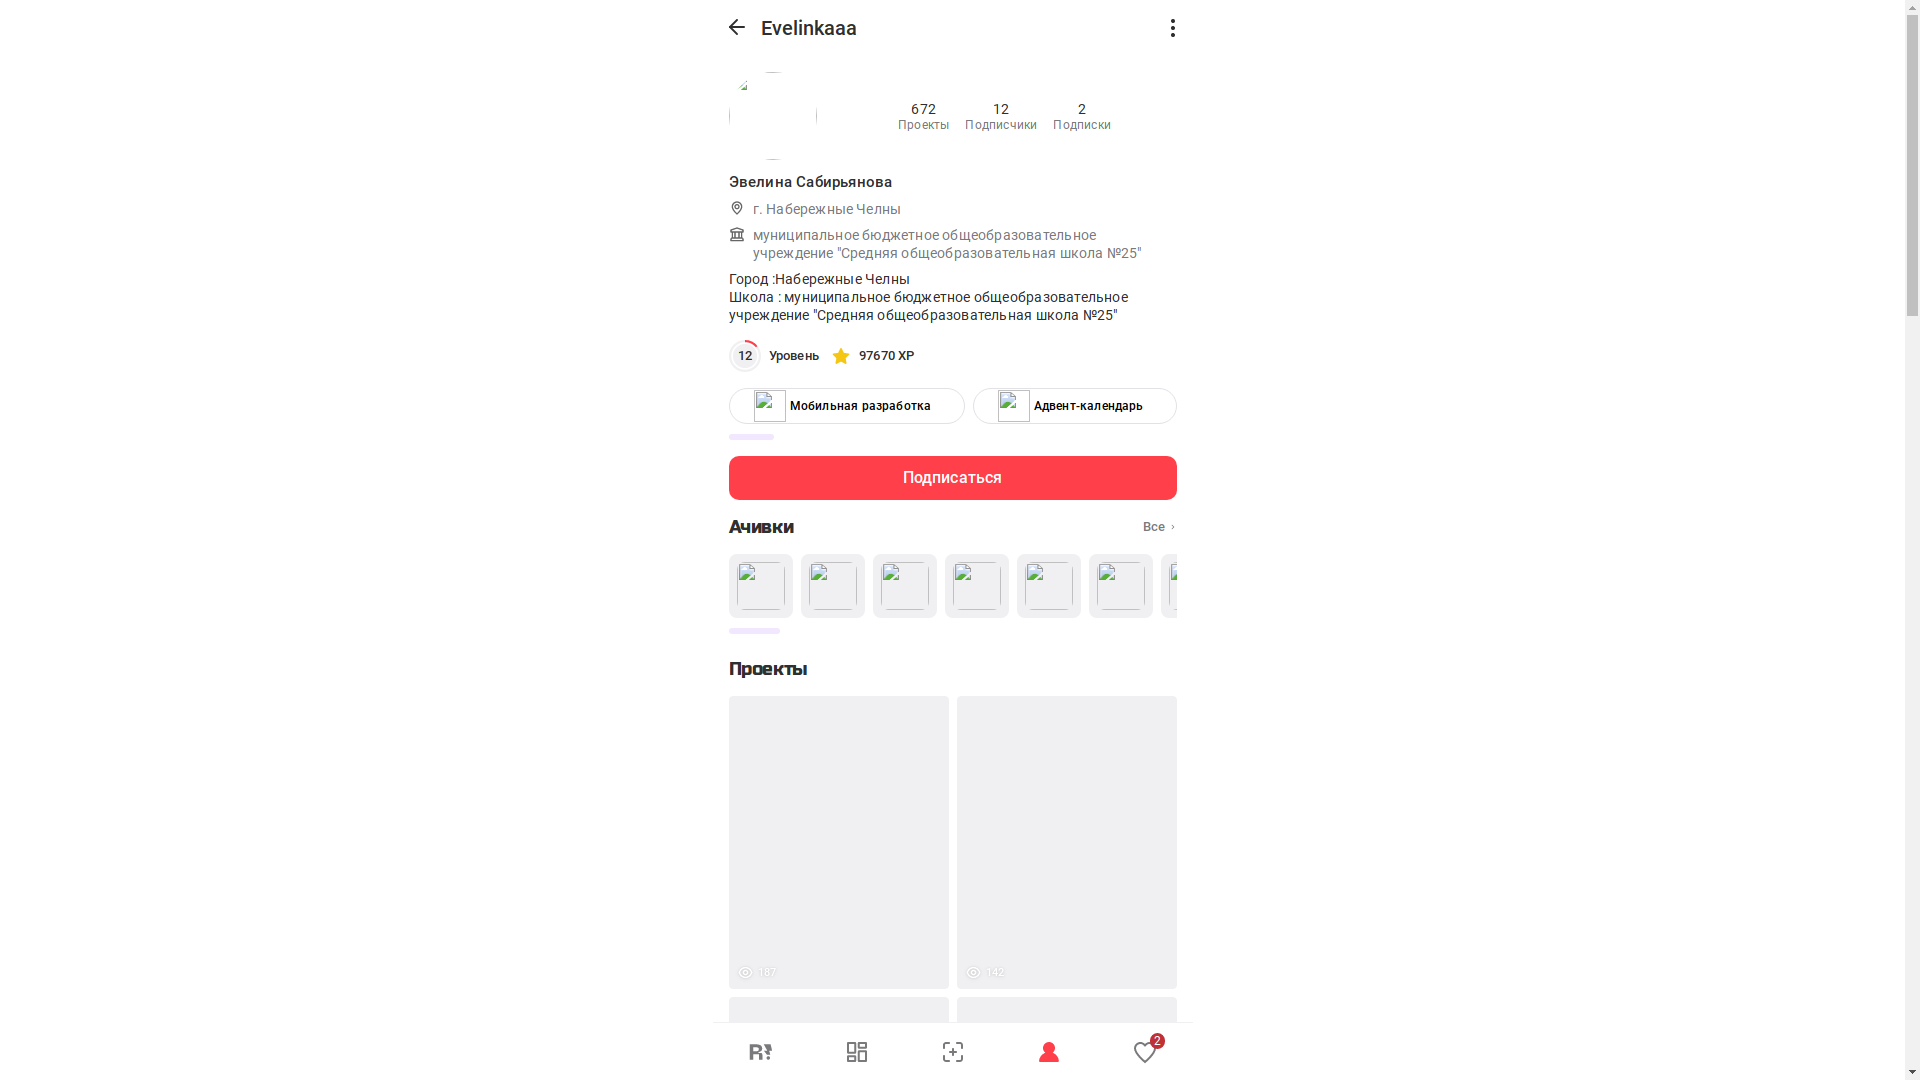 Evelinkaaa
672
Проекты
12
Подписчики
2
Подписки
Эвелина Сабирьянова
г. Набережные Челны
муниципальное бюджетное общеобразовательное
учреждение "Средняя общеобразовательная школа №25"
Город :Набережные Челны
Школа : муниципальное бюджетное общеобразовательное
учреждение "Средняя общеобразовательная школа №25"
12 Уровень 97670 XP
Мобильная разработка
Адвент-календарь
Подписаться
Ачивки
Все
Проекты
187
142
R
2